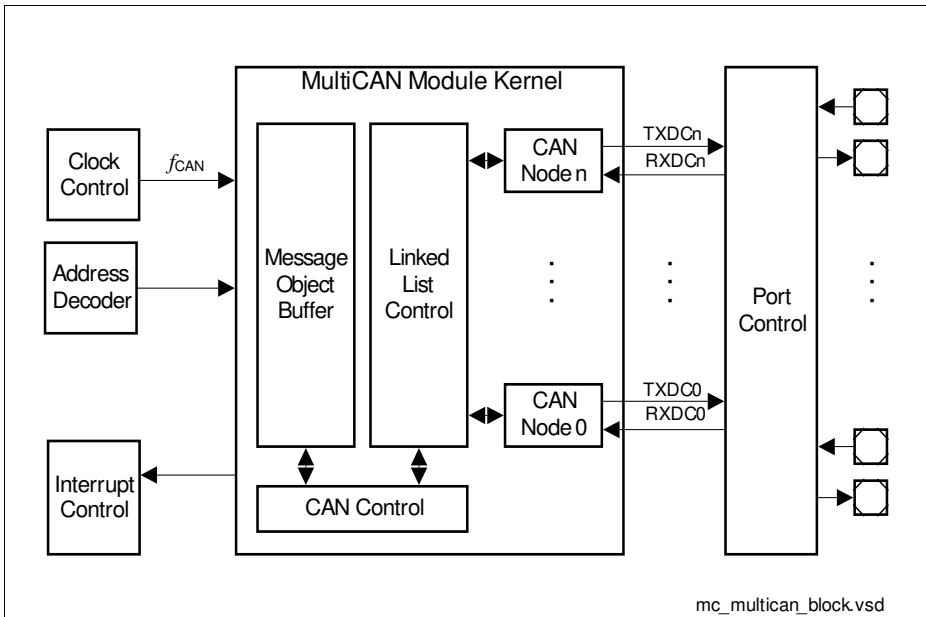 MultiCAN Module Kernel
Clock
Control
fCAN
Address
Decoder
Interrupt
Control
Message
Object
Buffer
Linked
List
Control
CAN Control
CAN
Node n
CAN
Node 0
TXDCn
RXDCn
TXDC0
RXDC0
Port
Control
mc_multican_block.vsd